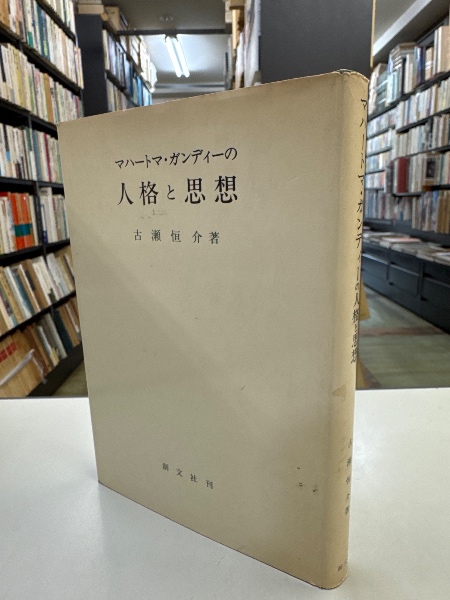 マハートマ・ガンディーの
人格と思想
古瀬恒介著
創文社刊
マハートマ・ガンディーの人格と思想
古瀬恒介著